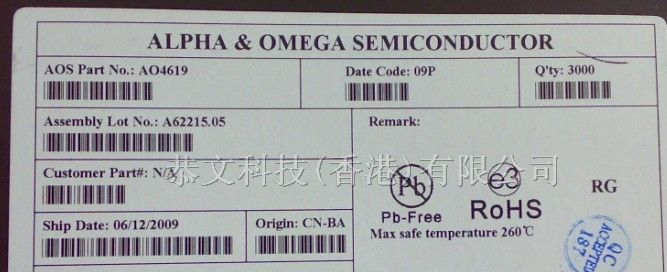 ALPHA & OMEGA SEMICONDUCTOR
AOS Part No.: AO4619
Date Code: 09P
Q'ty: 3000
Assembly Lot No.: A62215.05
Remark:
Customer Part#: N/A
恭文科技(香港)有限公司
Pb
e3
RG
Pb-Free
RoHS
Ship Date: 06/12/2009
Origin: CN-BA
Max safe temperature 260℃
QC
ACCEPTED
187